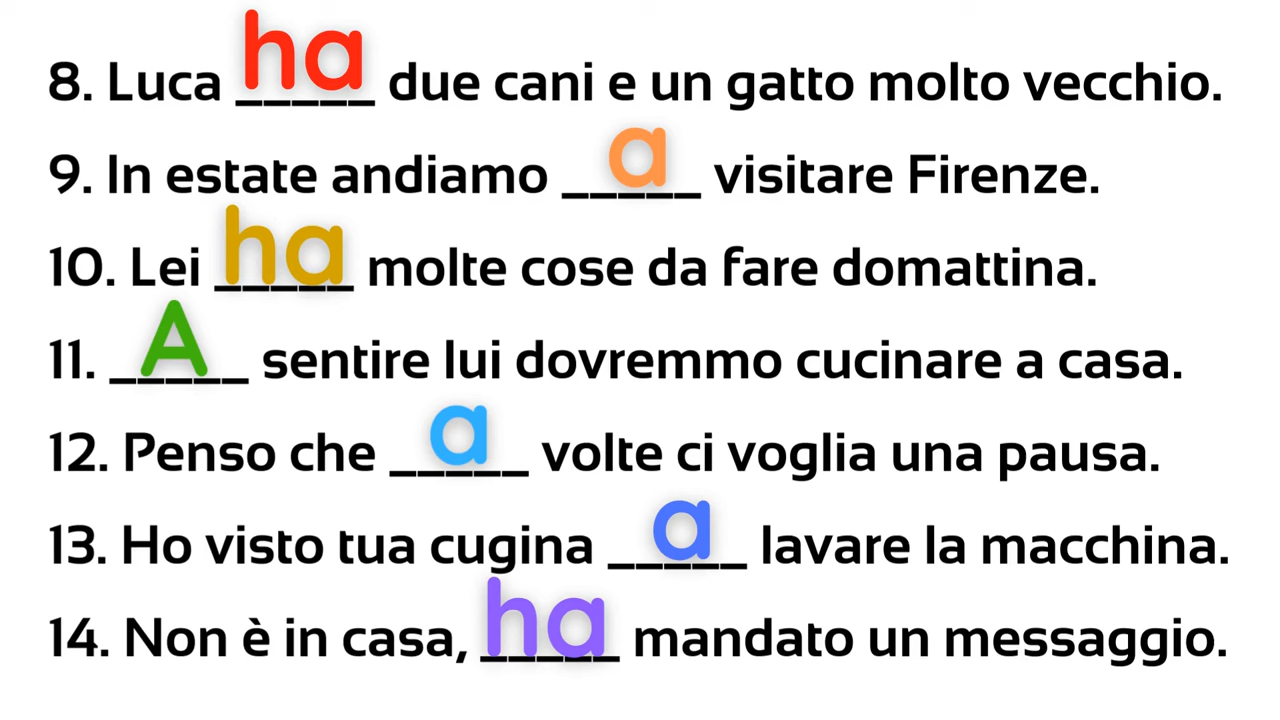 8. Luca ha due cani e un gatto molto vecchio.
9. In estate andiamo a visitare Firenze.
10. Lei ha molte cose da fare domattina.
11. A sentire lui dovremmo cucinare a casa.
12. Penso che a volte ci voglia una pausa.
13. Ho visto tua cugina a lavare la macchina.
14. Non è in casa, ha mandato un messaggio.